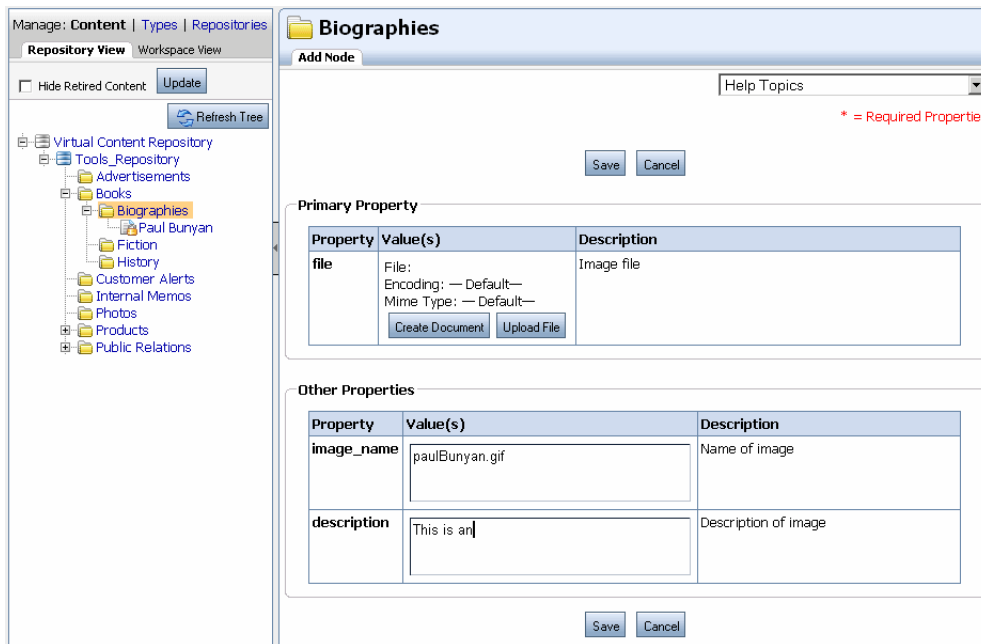 Manage: Content | Types | Repositories
Repository View Workspace View
Hide Retired Content Update
Refresh Tree
Virtual Content Repository
Tools_Repository
Advertisements
Books
Biographies
Paul Bunyan
Fiction
History
Customer Alerts
Internal Memos
Photos
Products
Public Relations
Biographies
Add Node
Help Topics
* = Required Propertie
Save Cancel
Primary Property
Property Value(s) Description
file File: Image file
Encoding: — Default—
Mime Type: — Default—
Create Document Upload File
Other Properties
Property Value(s) Description
image_name paulBunyan.gif Name of image
description This is an Description of image
Save Cancel